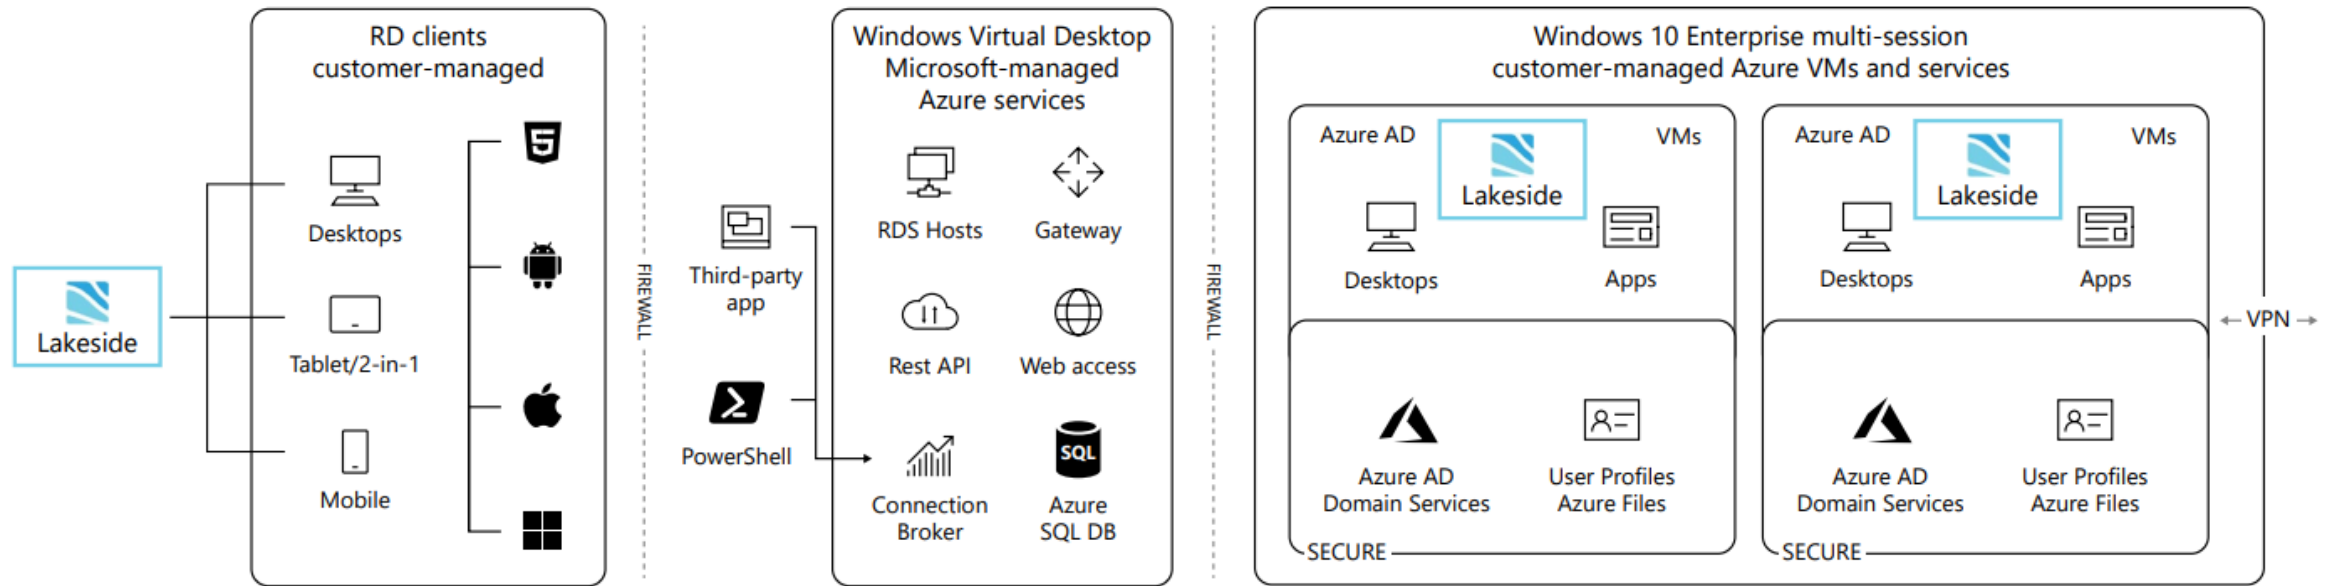 Lakeside
RD clients
customer-managed
Desktops
Tablet/2-in-1
Mobile
5
FIREWALL
Third-party
app
PowerShell
Windows Virtual Desktop
Microsoft-managed
Azure services
RDS Hosts
Gateway
Rest API
Web access
SQL
Connection
Broker
Azure
SQL DB
FIREWALL
Windows 10 Enterprise multi-session
customer-managed Azure VMs and services
Azure AD
Lakeside
VMs
Desktops
Apps
Azure AD
Domain Services
User Profiles
Azure Files
SECURE
Azure AD
Lakeside
VMs
Desktops
Apps
Azure AD
Domain Services
User Profiles
Azure Files
SECURE
VPN